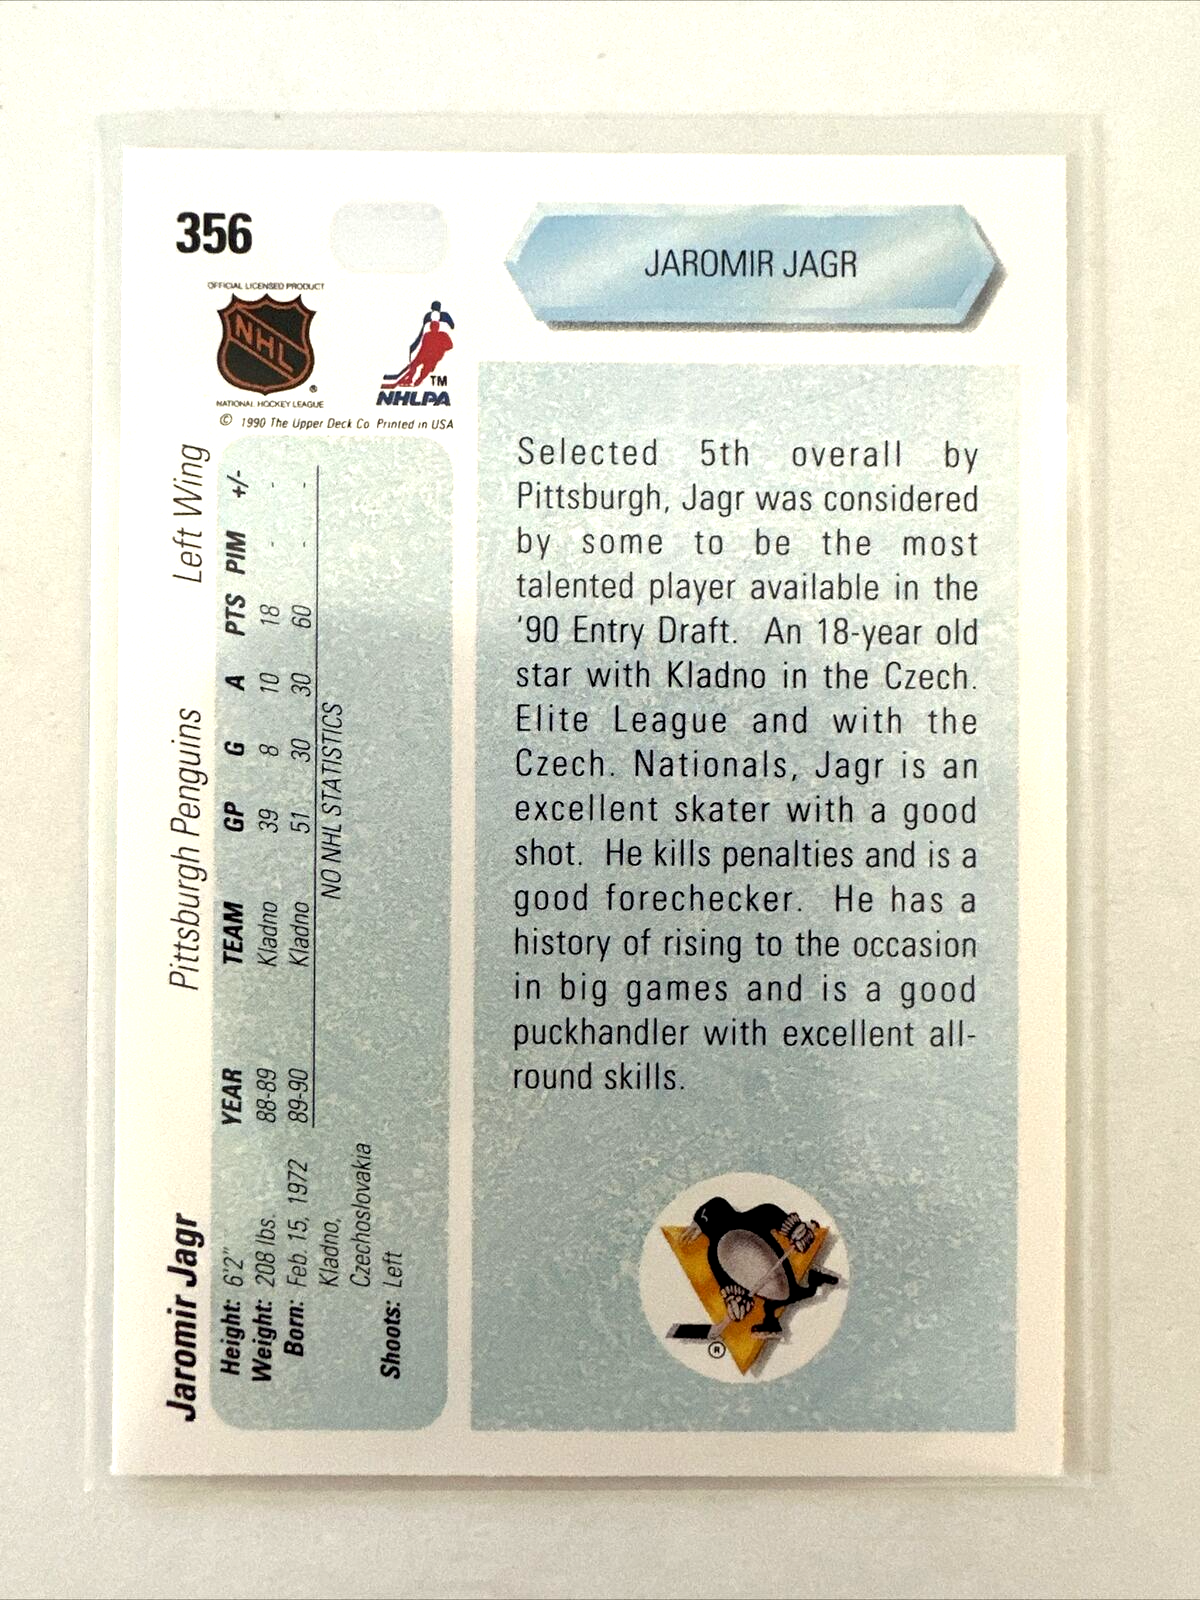 356
OFFICIAL LICENSED PRODUCT
NHL
®
NATIONAL HOCKEY LEAGUE
TM
NHLPA
© 1990 The Upper Deck Co. Printed in USA
JAROMIR JAGR
Selected 5th overall by
Pittsburgh, Jagr was considered
by some to be the most
talented player available in the
'90 Entry Draft. An 18-year old
star with Kladno in the Czech.
Elite League and with the
Czech. Nationals, Jagr is an
excellent skater with a good
shot. He kills penalties and is a
good forechecker. He has a
history of rising to the occasion
in big games and is a good
puckhandler with excellent all-
round skills.
®
Jaromir Jagr Pittsburgh Penguins Left Wing
Height: 6'2"
Weight: 208 lbs.
Born: Feb. 15, 1972
Kladno,
Czechoslovakia
Shoots: Left
YEAR TEAM GP G A PTS PIM +/-
88-89 Kladno 39 8 10 18 - -
89-90 Kladno 51 30 30 60 - -
NO NHL STATISTICS